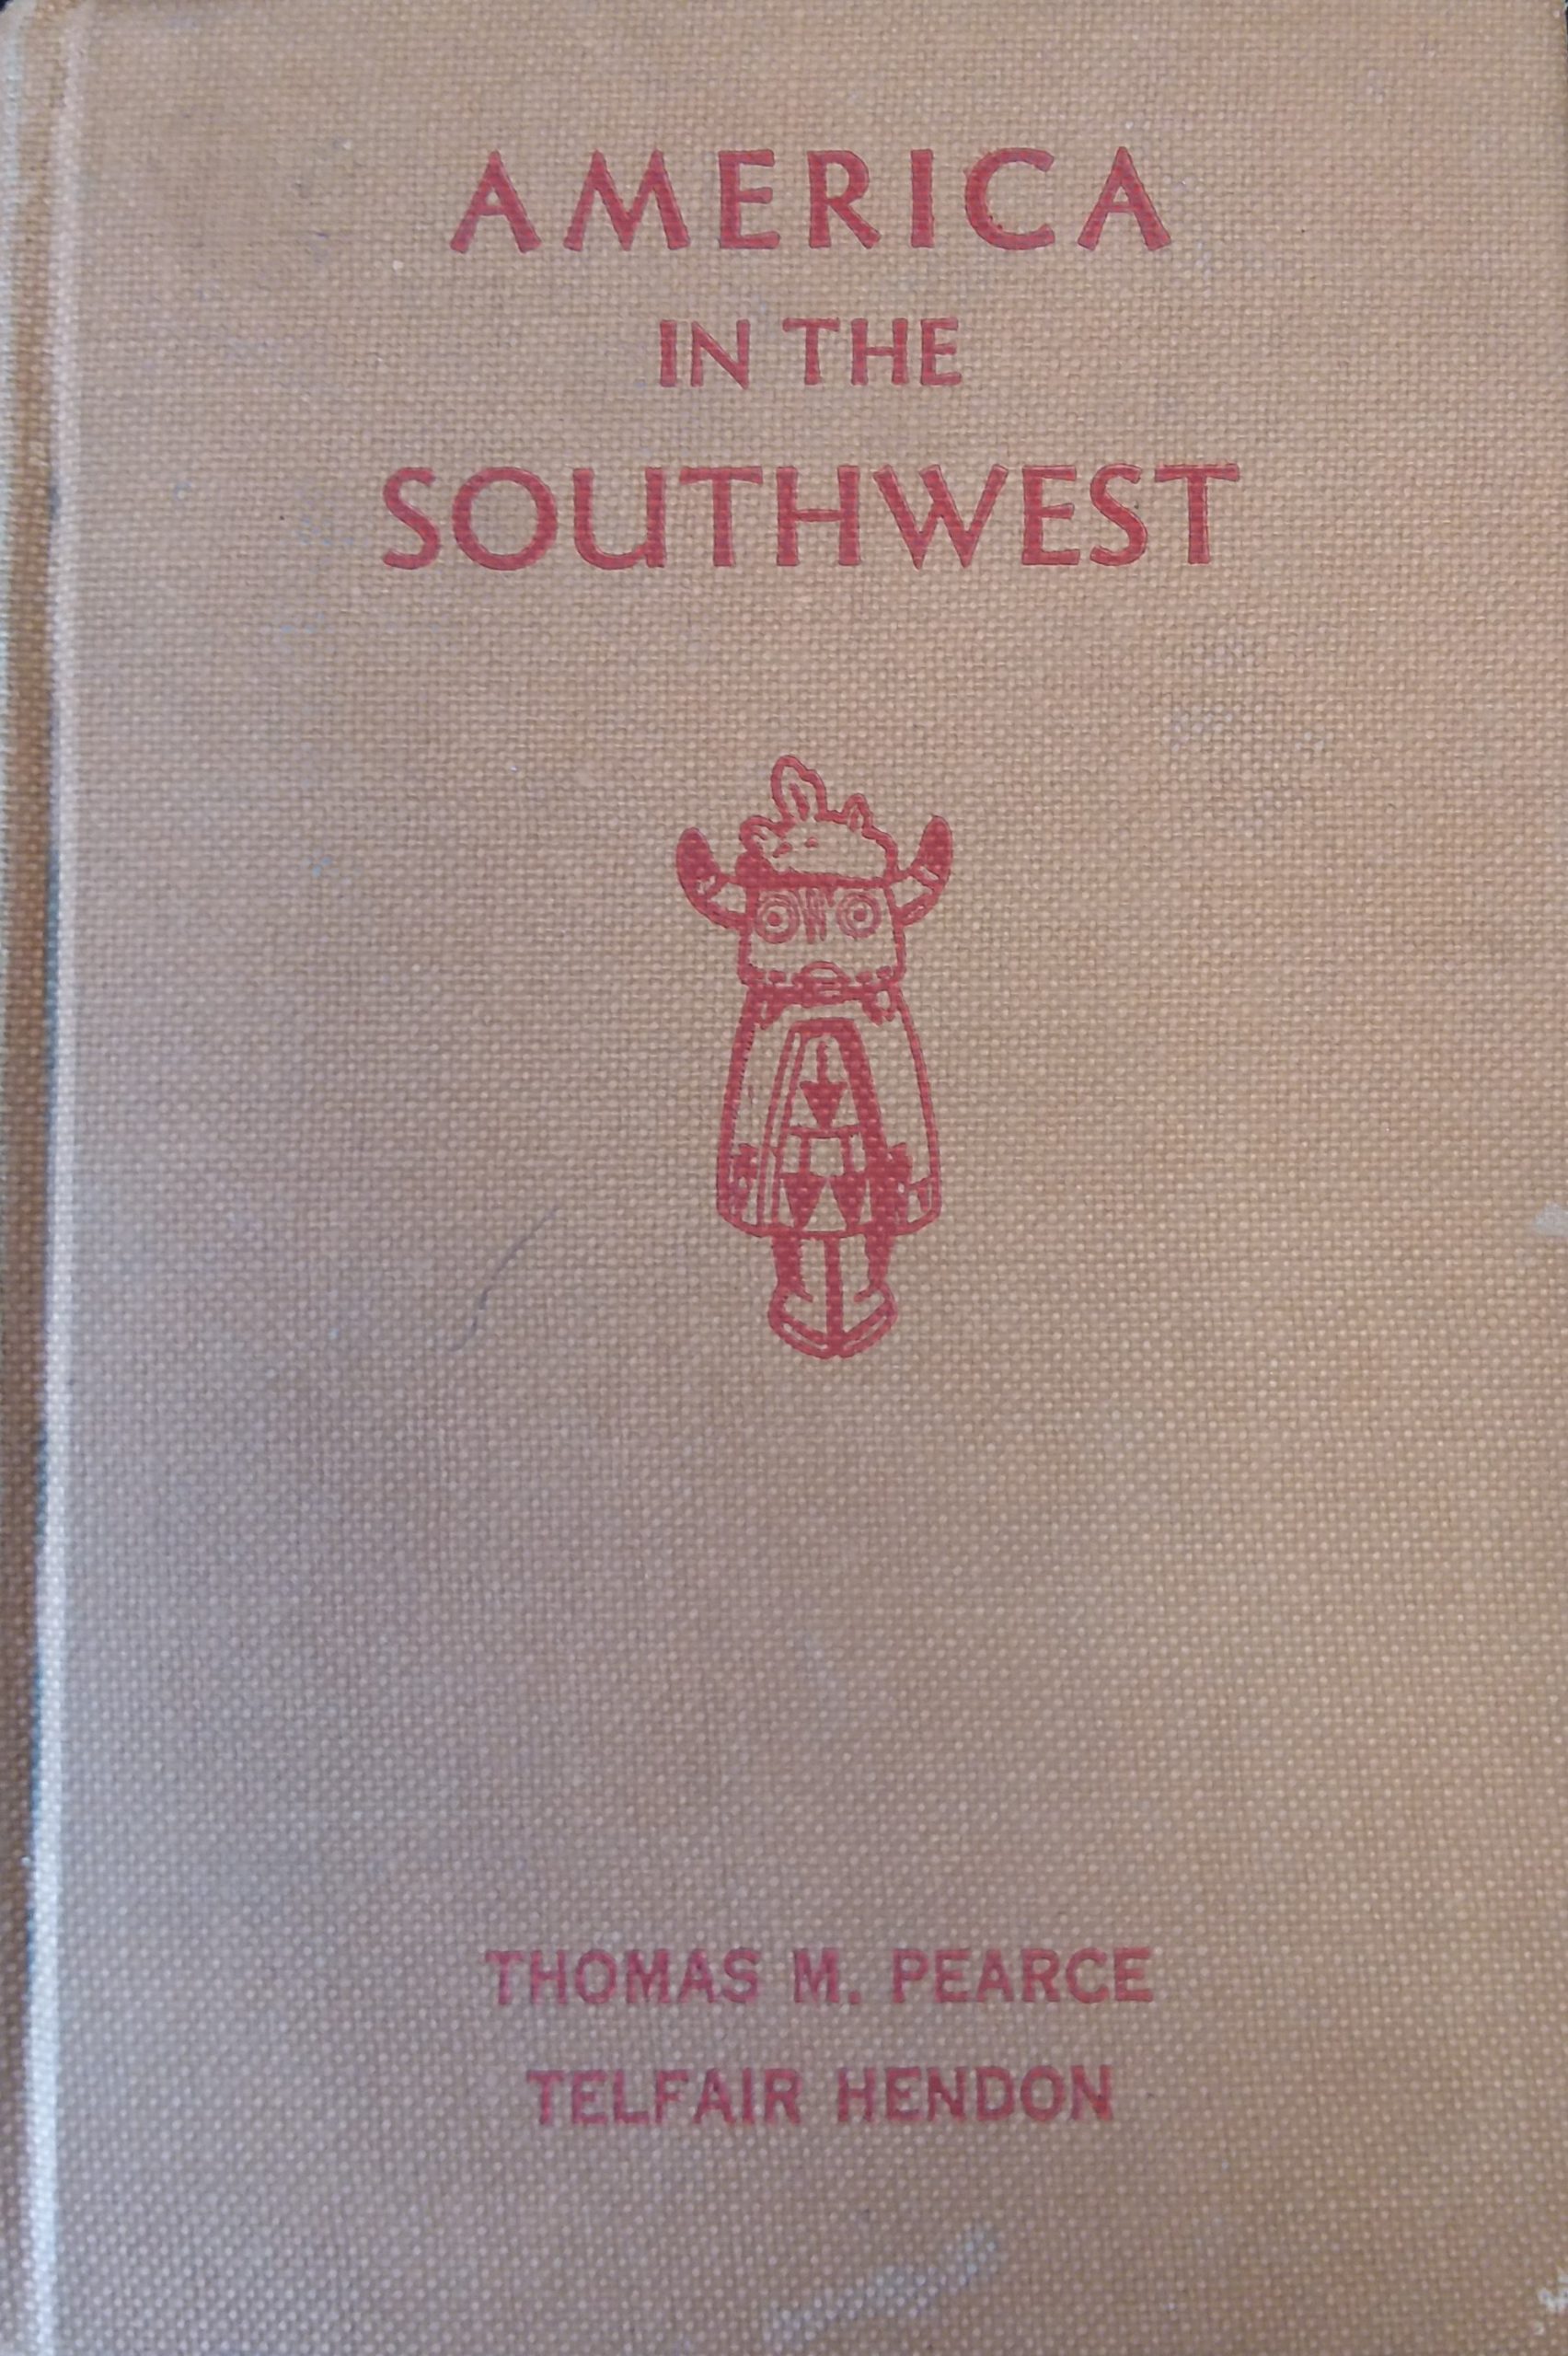 AMERICA
IN THE
SOUTHWEST
THOMAS M. PEARCE
TELFAIR HENDON